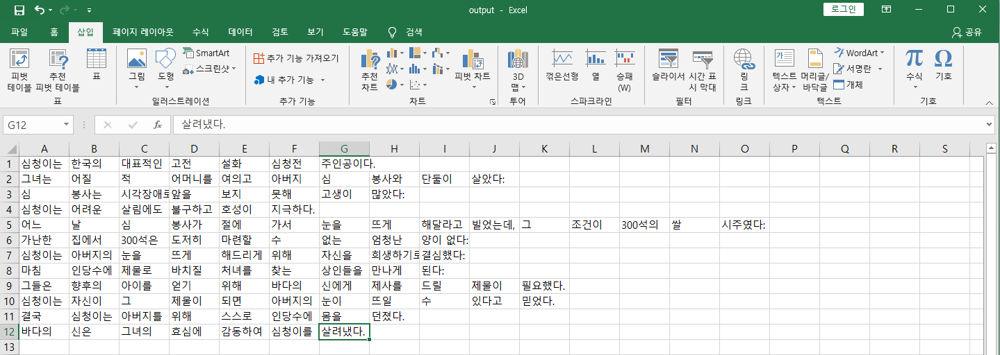 output - Excel
로그인
파일 홈 삽입 페이지 레이아웃 수식 데이터 검토 보기 도움말 검색 공유
피벗 테이블
추천 피벗 테이블
표
표
그림
도형
SmartArt
스크린샷
일러스트레이션
추가 기능 가져오기
내 추가 기능
추가 기능
추천 차트
피벗 차트
차트
3D 맵
투어
꺾은선형
열
승패 (W)
스파크라인
슬라이서
시간 표시 막대
필터
링크
링크
텍스트 상자
머리글/바닥글
WordArt
서명란
개체
텍스트
π 수식
Ω 기호
기호
G12 fx 살려냈다.
A B C D E F G H I J K L M N O P Q R S
1 심청이는 한국의 대표적인 고전 설화 심청전 주인공이다.
2 그녀는 어질 적 어머니를 여의고 아버지 심 봉사와 단둘이 살았다:
3 심 봉사는 시각장애로 앞을 보지 못해 고생이 많았다:
4 심청이는 어려운 살림에도 불구하고 호성이 지극하다.
5 어느 날 심 봉사가 절에 가서 눈을 뜨게 해달라고 빌었는데, 그 조건이 300석의 쌀 시주였다:
6 가난한 집에서 300석은 도저히 마련할 수 없는 엄청난 양이 없다:
7 심청이는 아버지의 눈을 뜨게 해드리게 위해 자신을 희생하기로 결심했다:
8 마침 인당수에 제물로 바치질 처녀를 찾는 상인들을 만나게 된다:
9 그들은 향후의 아이를 얻기 위해 바다의 신에게 제사를 드릴 제물이 필요했다.
10 심청이는 자신이 그 제물이 되면 아버지의 눈이 뜨일 수 있다고 믿었다.
11 결국 심청이는 아버지를 위해 스스로 인당수에 몸을 던졌다.
12 바다의 신은 그녀의 효심에 감동하여 심청이를 살려냈다.
13